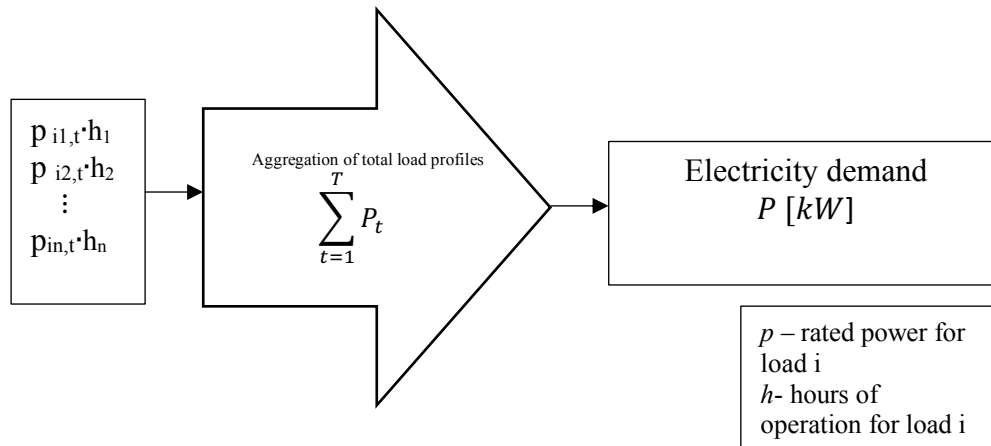 p i1,t·h1
p i2,t·h2
⋮
pin,t·hn
Aggregation of total load profiles
T
∑ Pt
t=1
Electricity demand
P [kW]
p – rated power for
load i
h- hours of
operation for load i